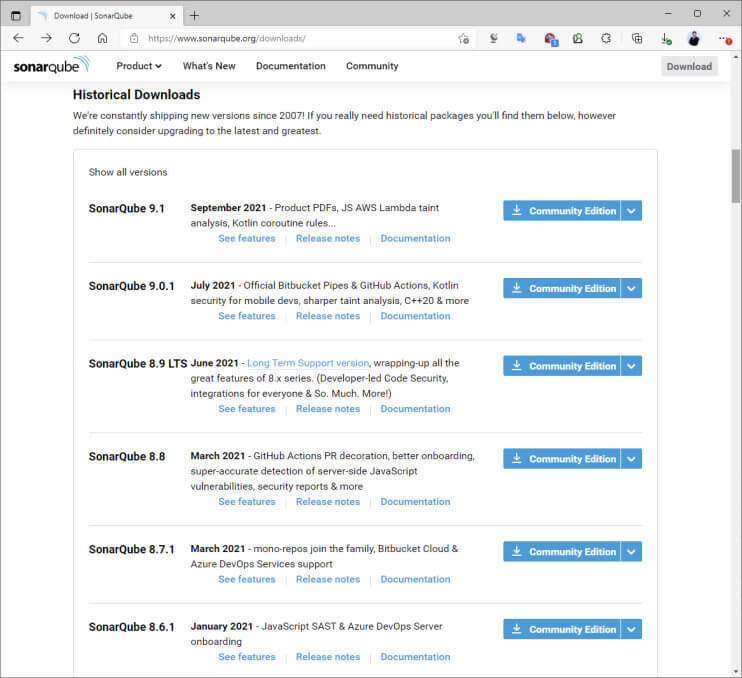 Download | SonarQube
https://www.sonarqube.org/downloads/
sonarqube Product What's New Documentation Community Download
Historical Downloads
We're constantly shipping new versions since 2007! If you really need historical packages you'll find them below, however
definitely consider upgrading to the latest and greatest.
Show all versions
SonarQube 9.1
September 2021 - Product PDFs, JS AWS Lambda taint
analysis, Kotlin coroutine rules...
See features Release notes Documentation
Community Edition
SonarQube 9.0.1
July 2021 - Official Bitbucket Pipes & GitHub Actions, Kotlin
security for mobile devs, sharper taint analysis, C++20 & more
See features Release notes Documentation
Community Edition
SonarQube 8.9 LTS
June 2021 - Long Term Support version, wrapping-up all the
great features of 8.x series. (Developer-led Code Security,
integrations for everyone & So. Much. More!)
See features Release notes Documentation
Community Edition
SonarQube 8.8
March 2021 - GitHub Actions PR decoration, better onboarding,
super-accurate detection of server-side JavaScript
vulnerabilities, security reports & more
See features Release notes Documentation
Community Edition
SonarQube 8.7.1
March 2021 - mono-repos join the family, Bitbucket Cloud &
Azure DevOps Services support
See features Release notes Documentation
Community Edition
SonarQube 8.6.1
January 2021 - JavaScript SAST & Azure DevOps Server
onboarding
See features Release notes Documentation
Community Edition